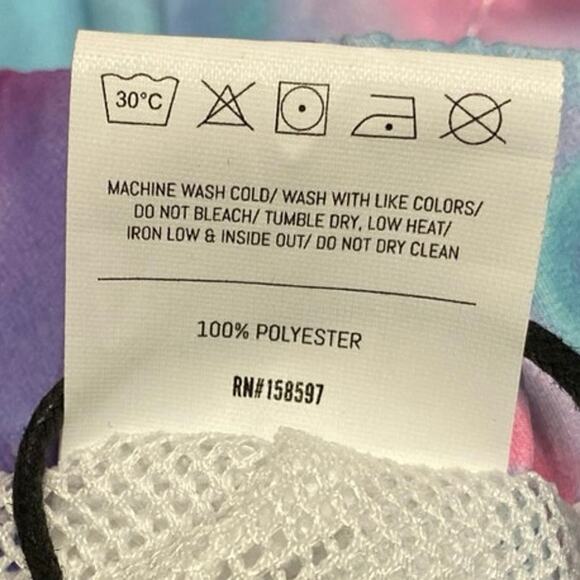 30°C
MACHINE WASH COLD/ WASH WITH LIKE COLORS/
DO NOT BLEACH/ TUMBLE DRY, LOW HEAT/
IRON LOW & INSIDE OUT/ DO NOT DRY CLEAN
100% POLYESTER
RN#158597